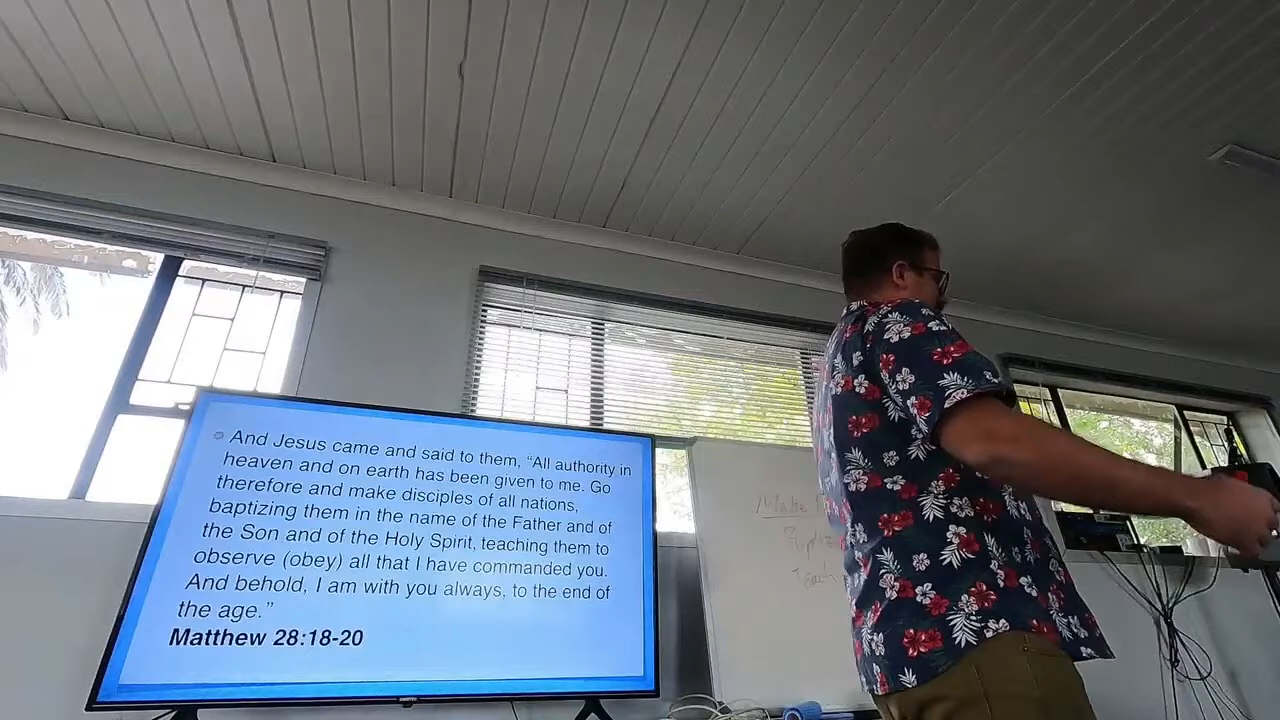 And Jesus came and said to them, “All authority in
heaven and on earth has been given to me. Go
therefore and make disciples of all nations,
baptizing them in the name of the Father and of
the Son and of the Holy Spirit, teaching them to
observe (obey) all that I have commanded you.
And behold, I am with you always, to the end of
the age.”
Matthew 28:18-20
Make